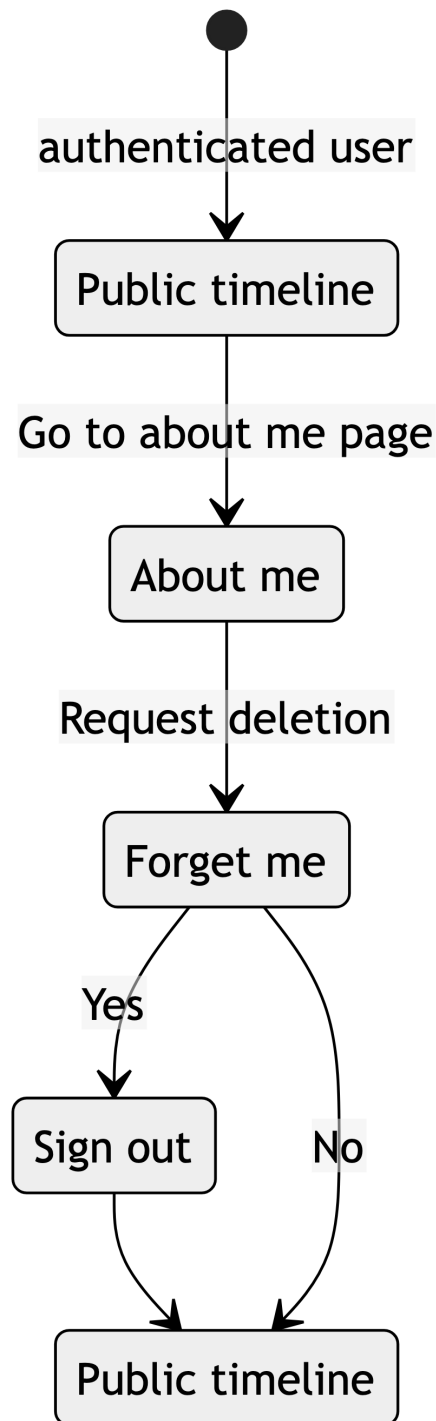 authenticated user
Public timeline
Go to about me page
About me
Request deletion
Forget me
Yes
Sign out
No
Public timeline